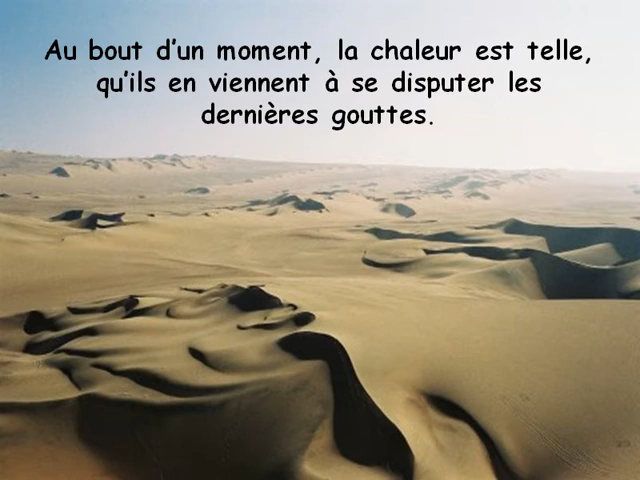 Au bout d’un moment, la chaleur est telle,
qu’ils en viennent à se disputer les
dernières gouttes.